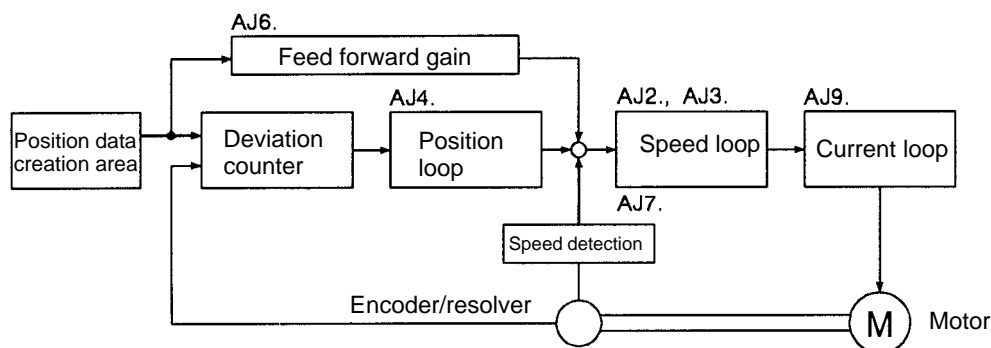 AJ6.
Feed forward gain
AJ4.
AJ2., AJ3.
AJ9.
Position data
creation area
Deviation
counter
Position
loop
Speed loop
Current loop
AJ7.
Speed detection
Encoder/resolver
M
Motor